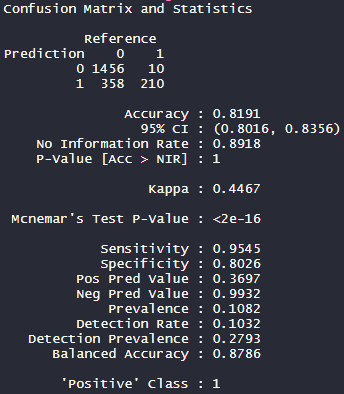 Confusion Matrix and Statistics
Reference
Prediction 0 1
0 1456 10
1 358 210
Accuracy : 0.8191
95% CI : (0.8016, 0.8356)
No Information Rate : 0.8918
P-Value [Acc > NIR] : 1
Kappa : 0.4467
Mcnemar's Test P-Value : <2e-16
Sensitivity : 0.9545
Specificity : 0.8026
Pos Pred Value : 0.3697
Neg Pred Value : 0.9932
Prevalence : 0.1082
Detection Rate : 0.1032
Detection Prevalence : 0.2793
Balanced Accuracy : 0.8786
'Positive' Class : 1